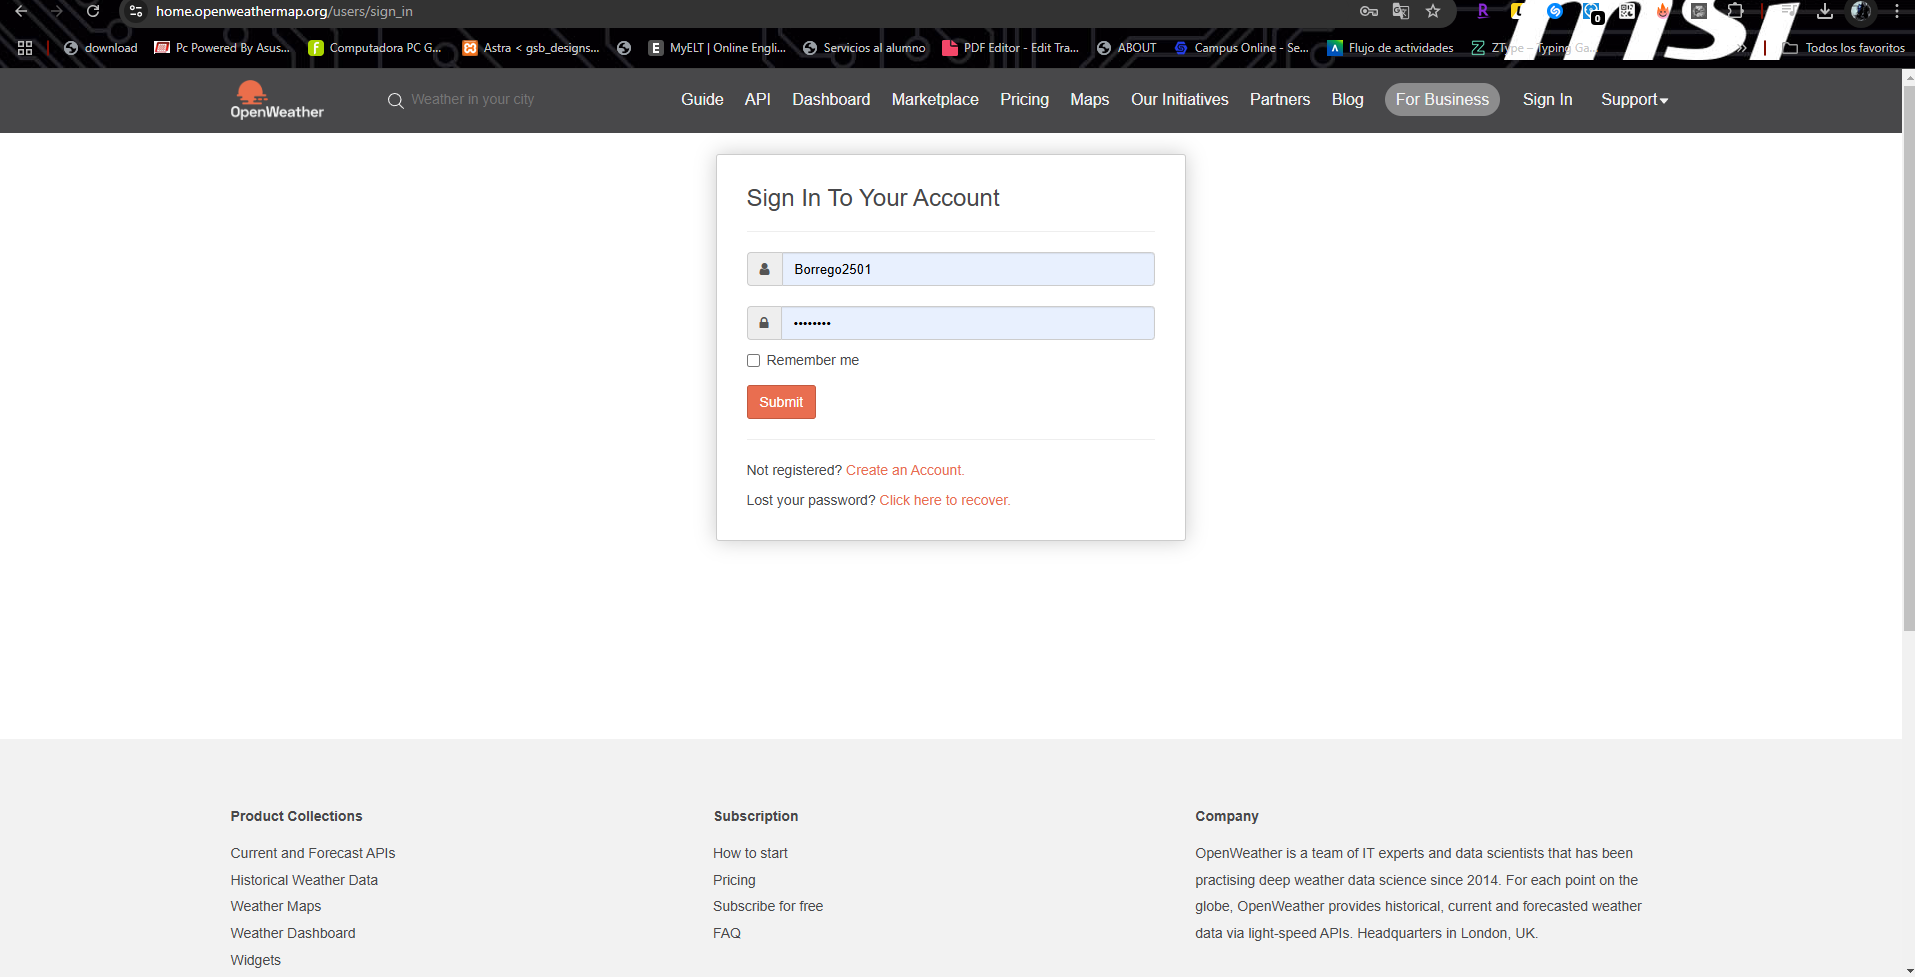 home.openweathermap.org/users/sign_in
download Pc Powered By Asus... Computadora PC G... Astra < gsb_designs... MyELT | Online Engli... Servicios al alumno PDF Editor - Edit Tra... ABOUT Campus Online - Se... Flujo de actividades ZType – Typing Ga... » Todos los favoritos
msi
OpenWeather Weather in your city Guide API Dashboard Marketplace Pricing Maps Our Initiatives Partners Blog For Business Sign In Support
Sign In To Your Account
Borrego2501
••••••••
Remember me
Submit
Not registered? Create an Account.
Lost your password? Click here to recover.
Product Collections
Current and Forecast APIs
Historical Weather Data
Weather Maps
Weather Dashboard
Widgets
Subscription
How to start
Pricing
Subscribe for free
FAQ
Company
OpenWeather is a team of IT experts and data scientists that has been
practising deep weather data science since 2014. For each point on the
globe, OpenWeather provides historical, current and forecasted weather
data via light-speed APIs. Headquarters in London, UK.